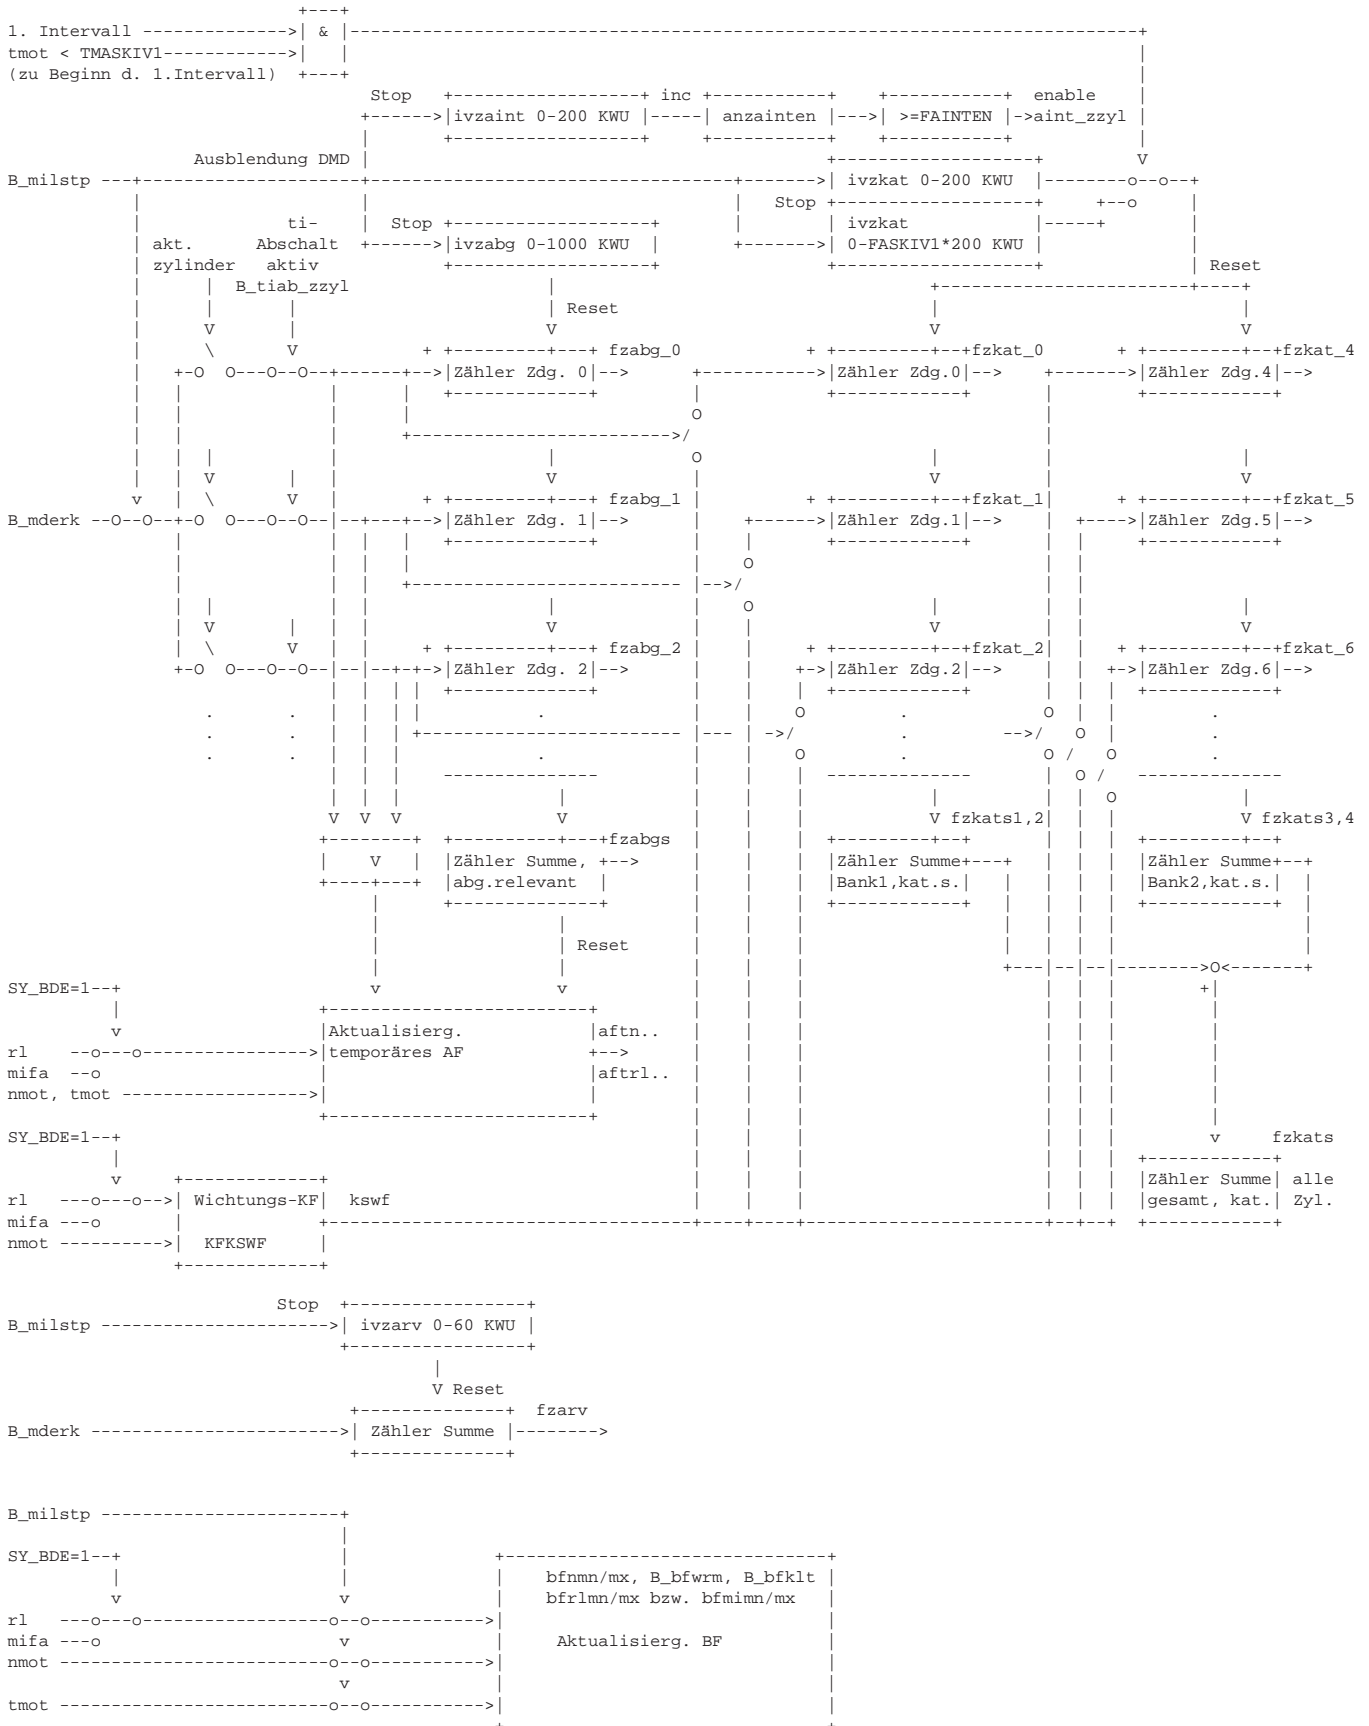 1. Intervall & 
tmot < TMASKIV1
(zu Beginn d. 1.Intervall)
Stop inc enable
ivzaint 0-200 KWU anzainten >=FAINTEN aint_zzyl
Ausblendung DMD V
B_milstp ivzkat 0-200 KWU o o
Stop o
ti- Stop ivzkat
akt. Abschalt ivzabg 0-1000 KWU 0-FASKIV1*200 KWU
zylinder aktiv Reset
B_tiab_zzyl
Reset
V V V V
\ V + fzabg_0 + fzkat_0 + fzkat_4
O O O O Zähler Zdg. 0 Zähler Zdg.0 Zähler Zdg.4
O
/
O
V V V V
v \ V + fzabg_1 + fzkat_1 + fzkat_5
B_mderk O O O O O O Zähler Zdg. 1 Zähler Zdg.1 Zähler Zdg.5
O
/
O
V V V V
\ V + fzabg_2 + fzkat_2 + fzkat_6
O O O O Zähler Zdg. 2 Zähler Zdg.2 Zähler Zdg.6
. . . O . O .
. . / . / O .
. . . O . O / O .
O /
O
V V V V V fzkats1,2 V fzkats3,4
fzabgs
V Zähler Summe, Zähler Summe Zähler Summe
abg.relevant Bank1,kat.s. Bank2,kat.s.
Reset
>O<
SY_BDE=1 v v +
v Aktualisierg. aftn..
rl o o temporäres AF
mifa o aftrl..
nmot, tmot
SY_BDE=1 v fzkats
v Zähler Summe alle
rl o o Wichtungs-KF kswf gesamt, kat. Zyl.
mifa o
nmot KFKSWF
Stop
B_milstp ivzarv 0-60 KWU
V Reset
fzarv
B_mderk Zähler Summe
B_milstp
SY_BDE=1
bfnmn/mx, B_bfwrm, B_bfklt
v v bfrlmn/mx bzw. bfmimn/mx
rl o o o o
mifa o v Aktualisierg. BF
nmot o o
v
tmot o o